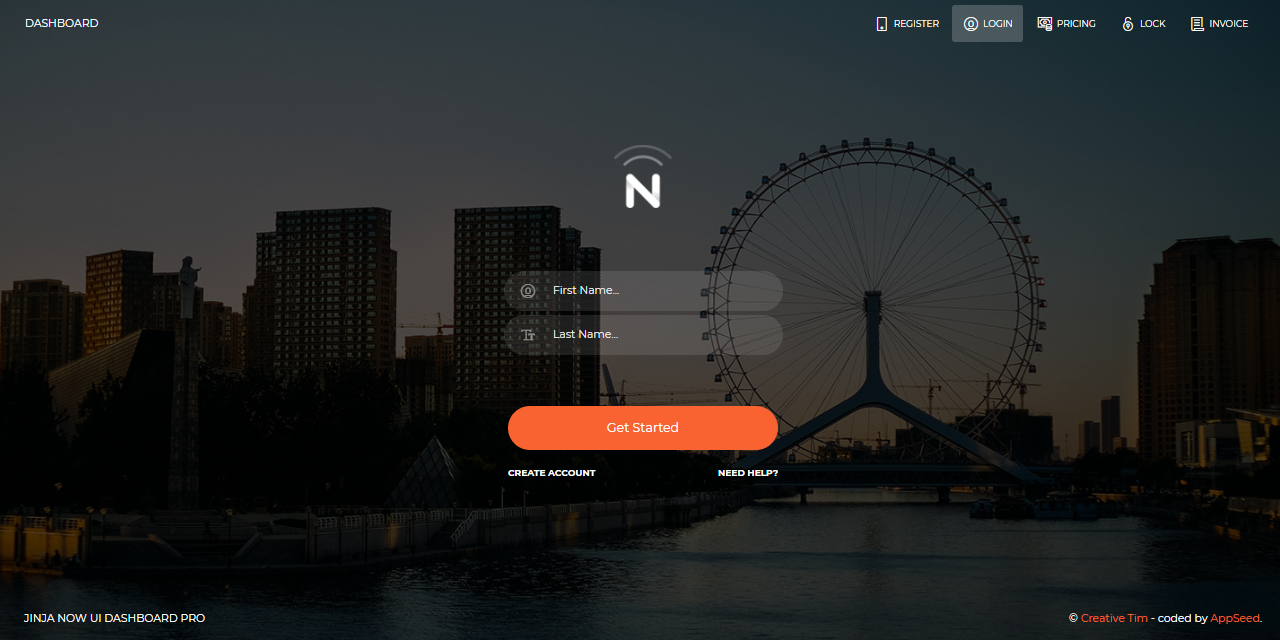 DASHBOARD
REGISTER
LOGIN
PRICING
LOCK
INVOICE
N
First Name...
Last Name...
Get Started
CREATE ACCOUNT
NEED HELP?
JINJA NOW UI DASHBOARD PRO
© Creative Tim - coded by AppSeed.